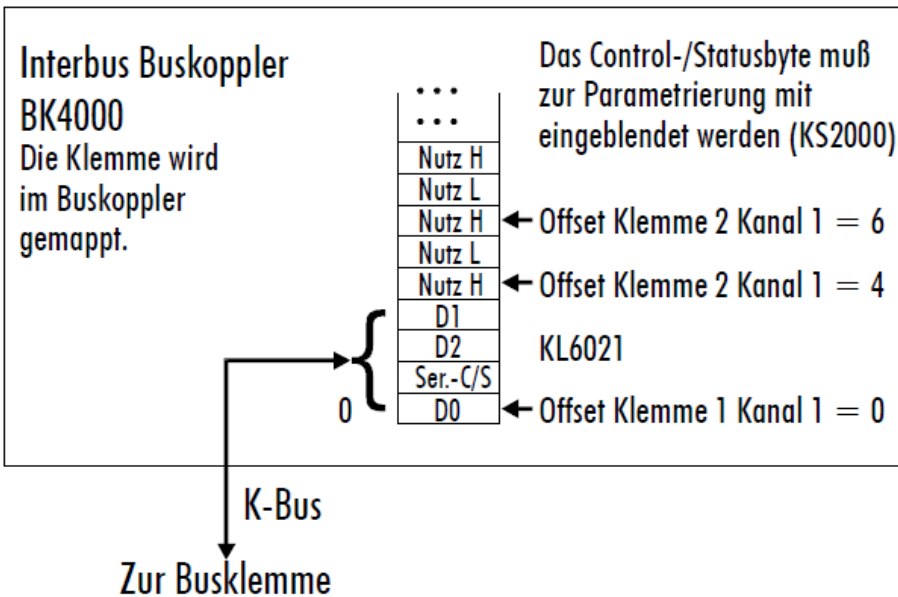 Interbus Buskoppler
BK4000
Die Klemme wird
im Buskoppler
gemappt.
Das Control-/Statusbyte muß
zur Parametrierung mit
eingeblendet werden (KS2000)
...
...
Nutz H
Nutz L
Nutz H
Offset Klemme 2 Kanal 1 = 6
Nutz L
Nutz H
Offset Klemme 2 Kanal 1 = 4
D1
D2
KL6021
Ser.-C/S
0
D0
Offset Klemme 1 Kanal 1 = 0
K-Bus
Zur Busklemme